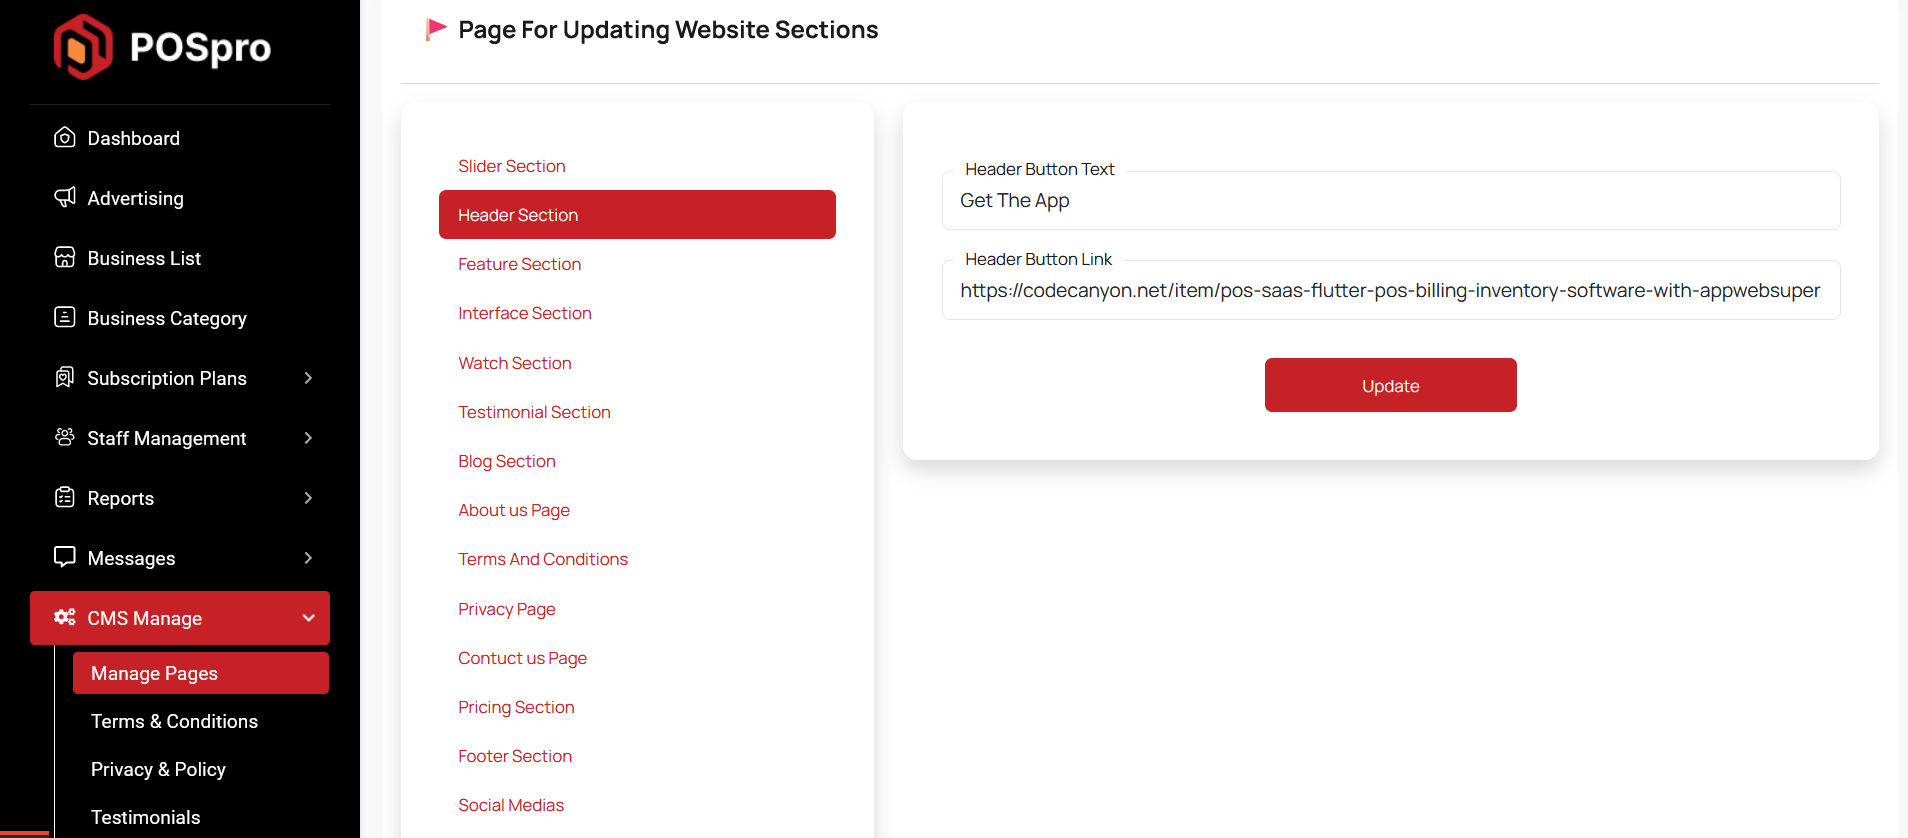 POSpro
Dashboard
Advertising
Business List
Business Category
Subscription Plans
Staff Management
Reports
Messages
CMS Manage
Manage Pages
Terms & Conditions
Privacy & Policy
Testimonials
Page For Updating Website Sections
Slider Section
Header Section
Feature Section
Interface Section
Watch Section
Testimonial Section
Blog Section
About us Page
Terms And Conditions
Privacy Page
Contuct us Page
Pricing Section
Footer Section
Social Medias
Header Button Text
Get The App
Header Button Link
https://codecanyon.net/item/pos-saas-flutter-pos-billing-inventory-software-with-appwebsuper
Update